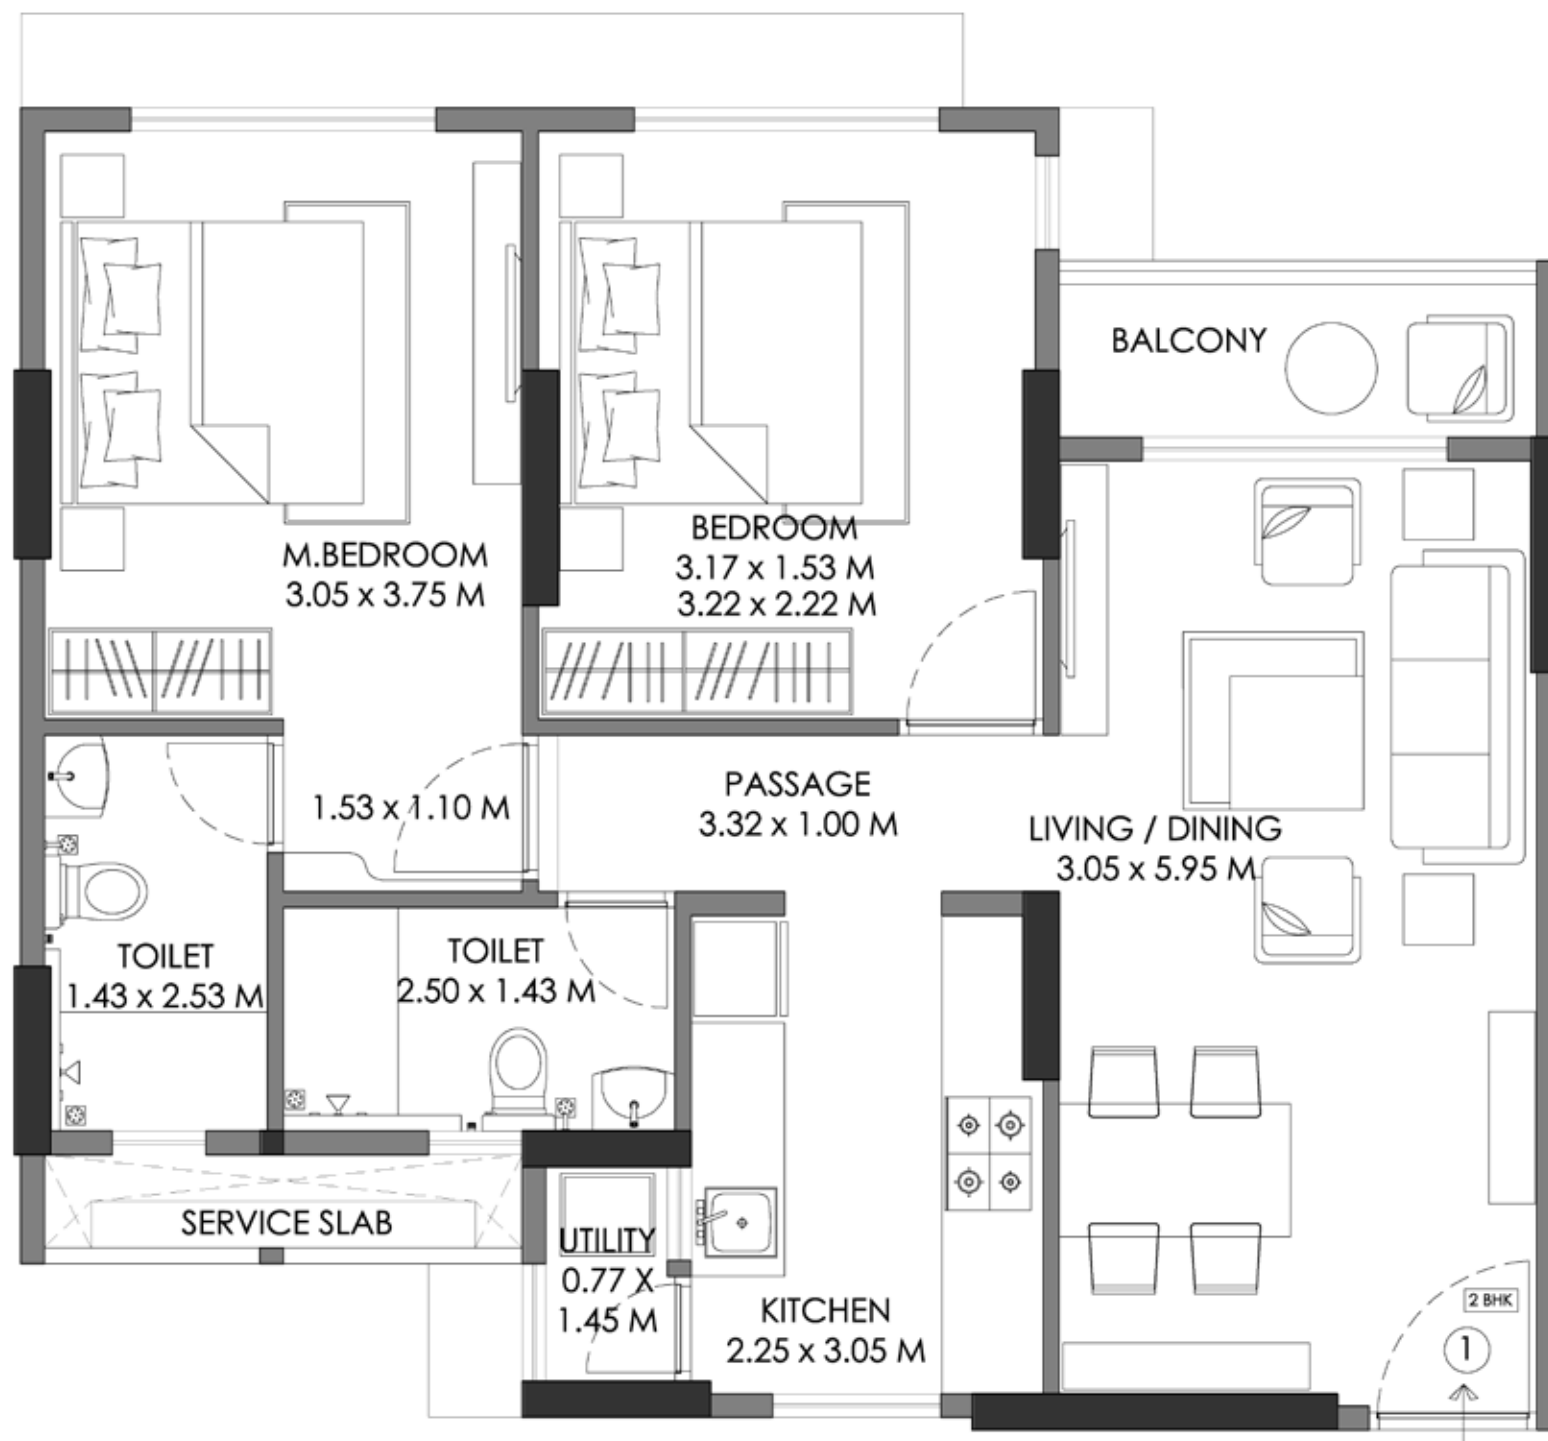 BALCONY
M.BEDROOM
3.05 x 3.75 M
BEDROOM
3.17 x 1.53 M
3.22 x 2.22 M
1.53 x 1.10 M
PASSAGE
3.32 x 1.00 M
LIVING / DINING
3.05 x 5.95 M
TOILET
1.43 x 2.53 M
TOILET
2.50 x 1.43 M
SERVICE SLAB
UTILITY
0.77 X
1.45 M
KITCHEN
2.25 x 3.05 M
2 BHK
1